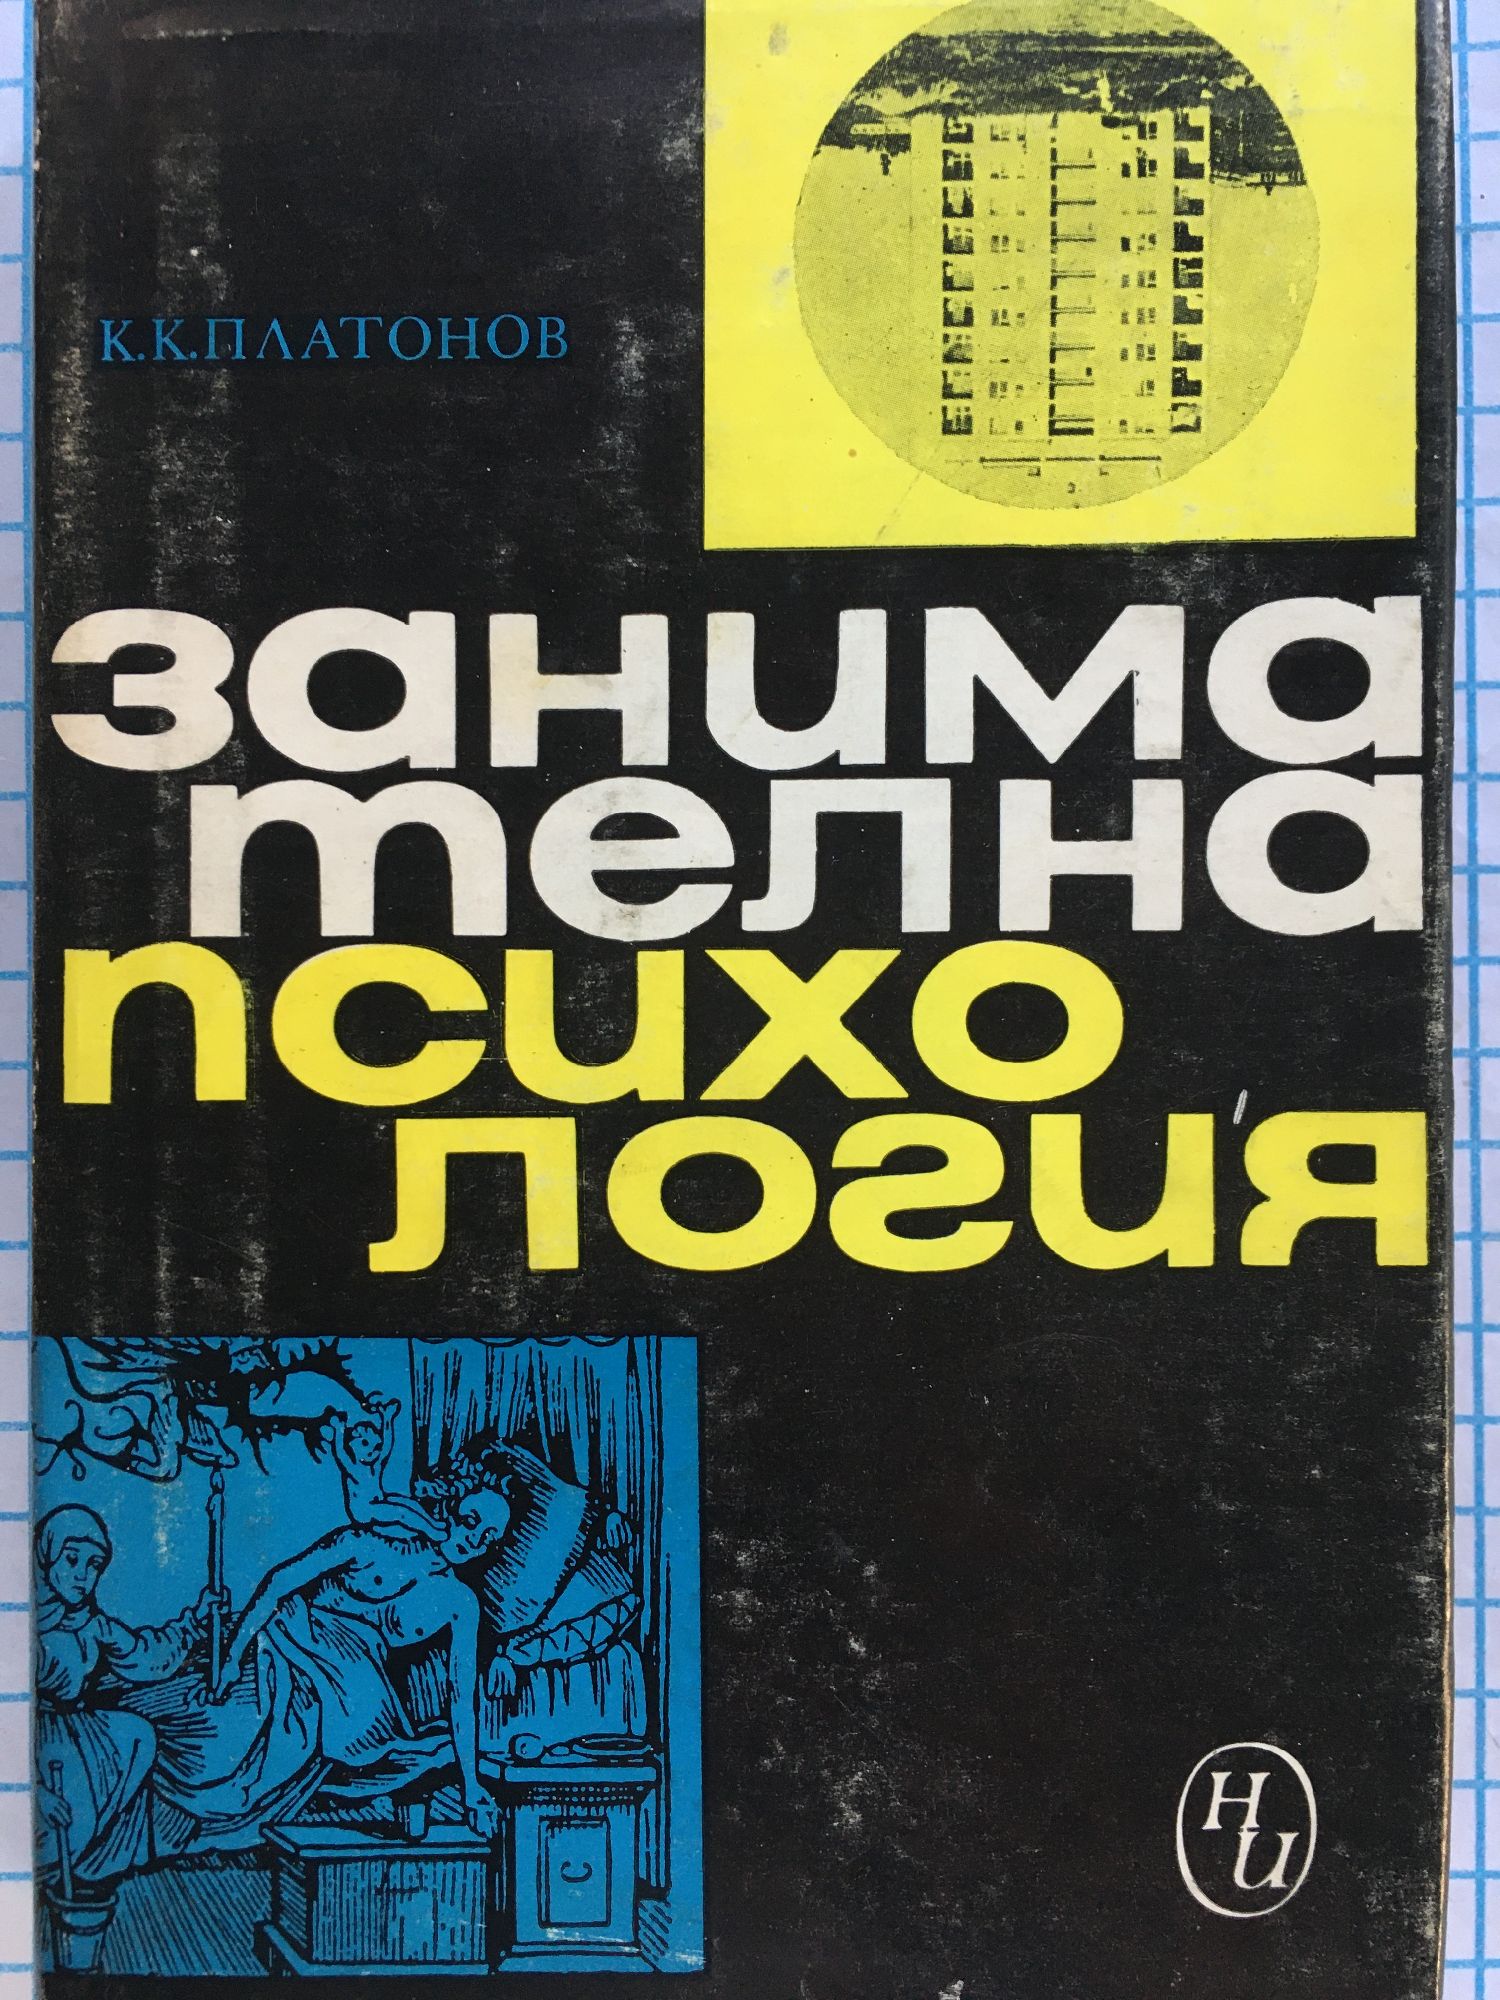 К.К.ПЛАТОНОВ
занима
телна
психо
логия
НИ
С